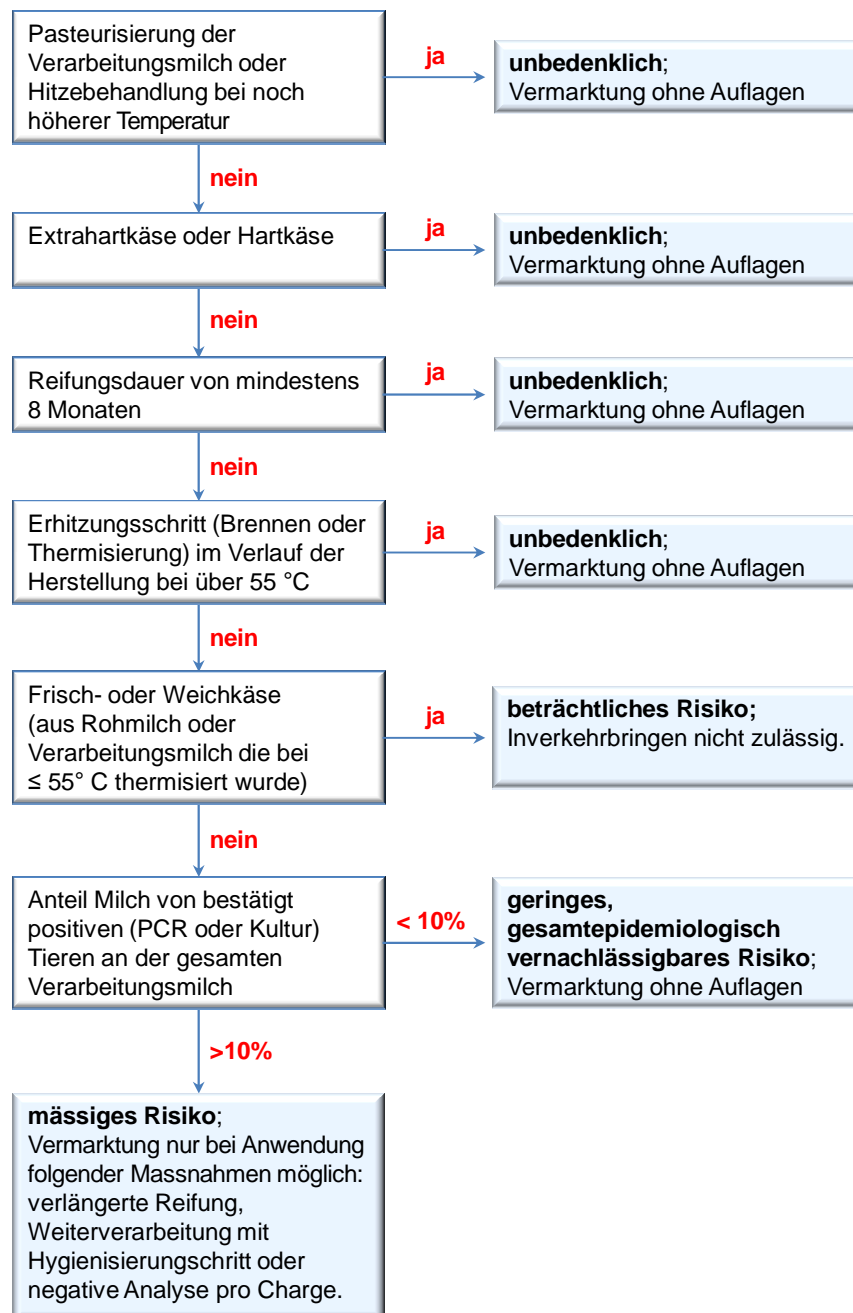 Pasteurisierung der
Verarbeitungsmilch oder
Hitzebehandlung bei noch
höherer Temperatur
ja
unbedenklich;
Vermarktung ohne Auflagen
nein
Extrahartkäse oder Hartkäse
ja
unbedenklich;
Vermarktung ohne Auflagen
nein
Reifungsdauer von mindestens
8 Monaten
ja
unbedenklich;
Vermarktung ohne Auflagen
nein
Erhitzungsschritt (Brennen oder
Thermisierung) im Verlauf der
Herstellung bei über 55 °C
ja
unbedenklich;
Vermarktung ohne Auflagen
nein
Frisch- oder Weichkäse
(aus Rohmilch oder
Verarbeitungsmilch die bei
≤ 55° C thermisiert wurde)
ja
beträchtliches Risiko;
Inverkehrbringen nicht zulässig.
nein
Anteil Milch von bestätigt
positiven (PCR oder Kultur)
Tieren an der gesamten
Verarbeitungsmilch
< 10%
geringes,
gesamtepidemiologisch
vernachlässigbares Risiko;
Vermarktung ohne Auflagen
>10%
mässiges Risiko;
Vermarktung nur bei Anwendung
folgender Massnahmen möglich:
verlängerte Reifung,
Weiterverarbeitung mit
Hygienisierungschritt oder
negative Analyse pro Charge.